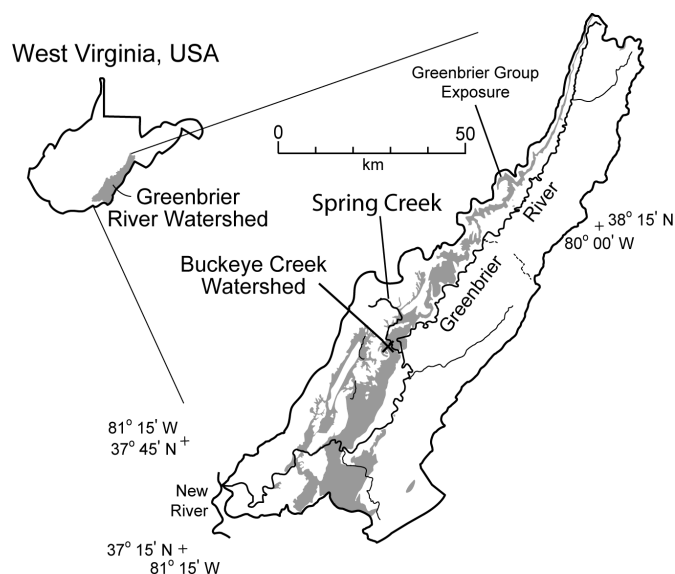 West Virginia, USA
Greenbrier Group
Exposure
0
50
km
Greenbrier
River Watershed
Spring Creek
River
+ 38° 15' N
80° 00' W
Buckeye Creek
Watershed
Greenbrier
81° 15' W
37° 45' N +
New
River
37° 15' N +
81° 15' W